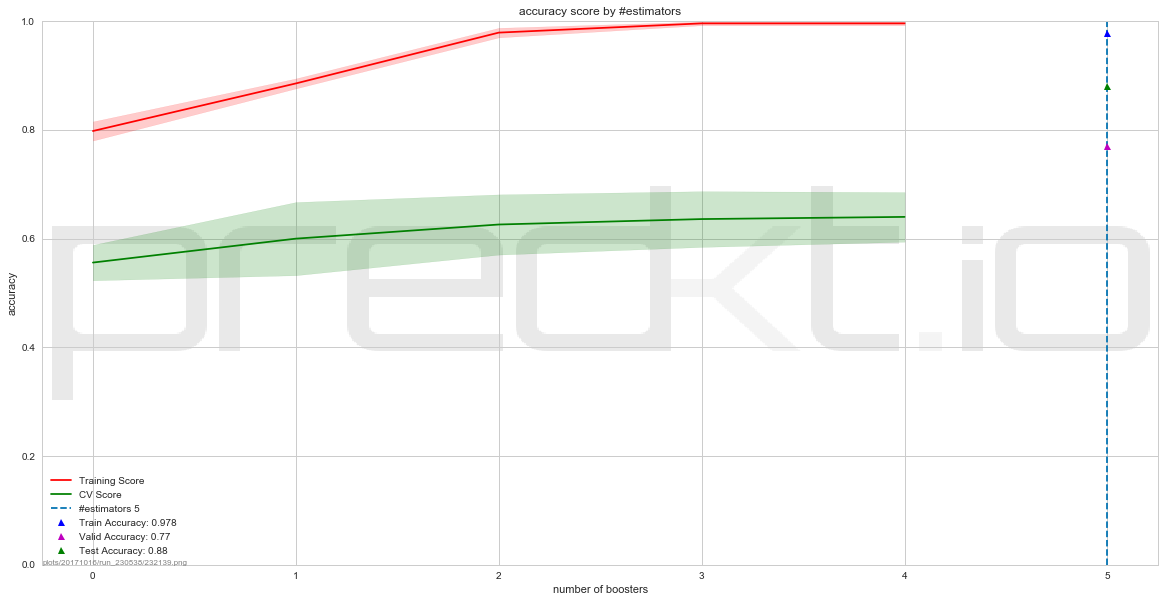 accuracy score by #estimators
1.0
0.8
0.6
0.4
0.2
0.0
accuracy
predkt.io
Training Score
CV Score
#estimators 5
Train Accuracy: 0.978
Valid Accuracy: 0.77
Test Accuracy: 0.88
plots/20171016/run_230538/232139.png
0 1 2 3 4 5
number of boosters